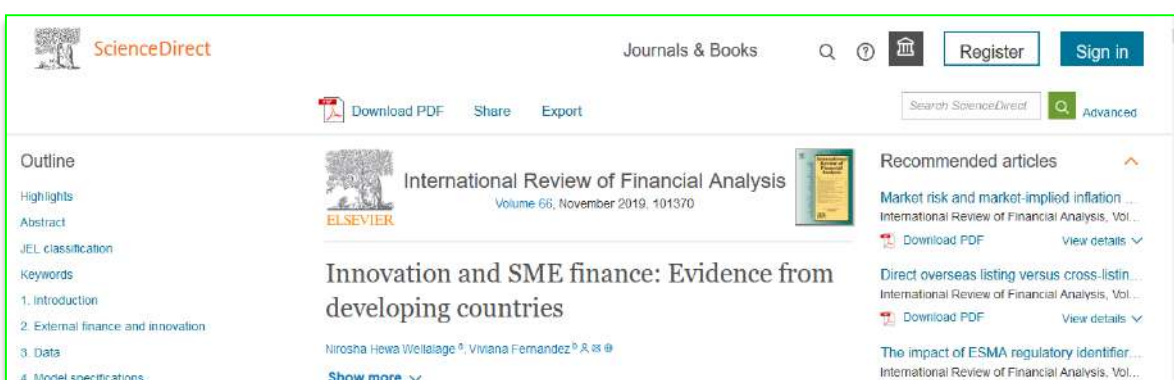 ScienceDirect
Journals & Books
Register
Sign in
Download PDF
Share
Export
Search ScienceDirect
Advanced
Outline
Highlights
Abstract
JEL classification
Keywords
1. Introduction
2. External finance and innovation
3. Data
4. Model specifications
ELSEVIER
International Review of Financial Analysis
Volume 66, November 2019, 101370
Innovation and SME finance: Evidence from
developing countries
Nirosha Hewa Wellalage a, Viviana Fernandez b
Show more
Recommended articles
Market risk and market-implied inflation ...
International Review of Financial Analysis, Vol...
Download PDF
View details
Direct overseas listing versus cross-listin...
International Review of Financial Analysis, Vol...
Download PDF
View details
The impact of ESMA regulatory identifier...
International Review of Financial Analysis, Vol...